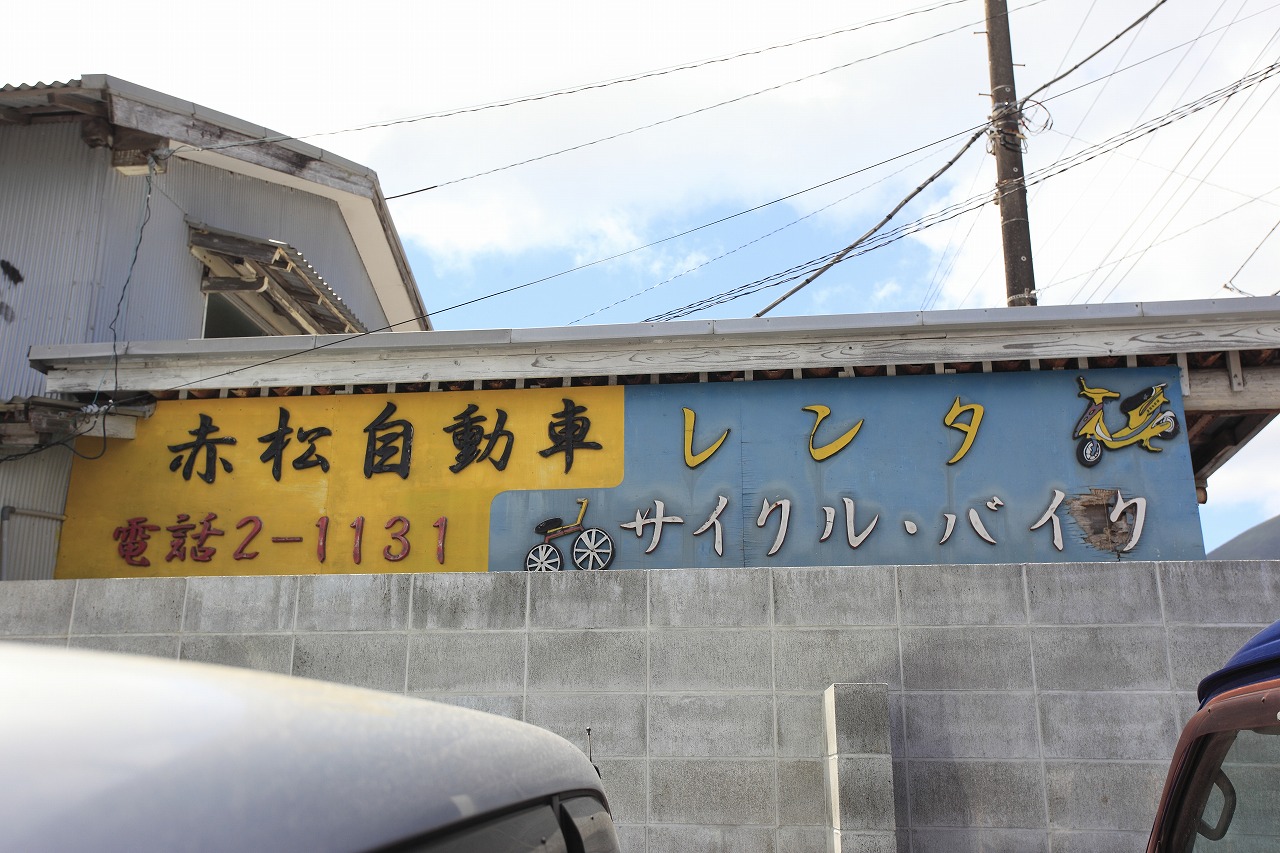 赤松自動車
電話2-1131
レンタ
サイクル・バイク